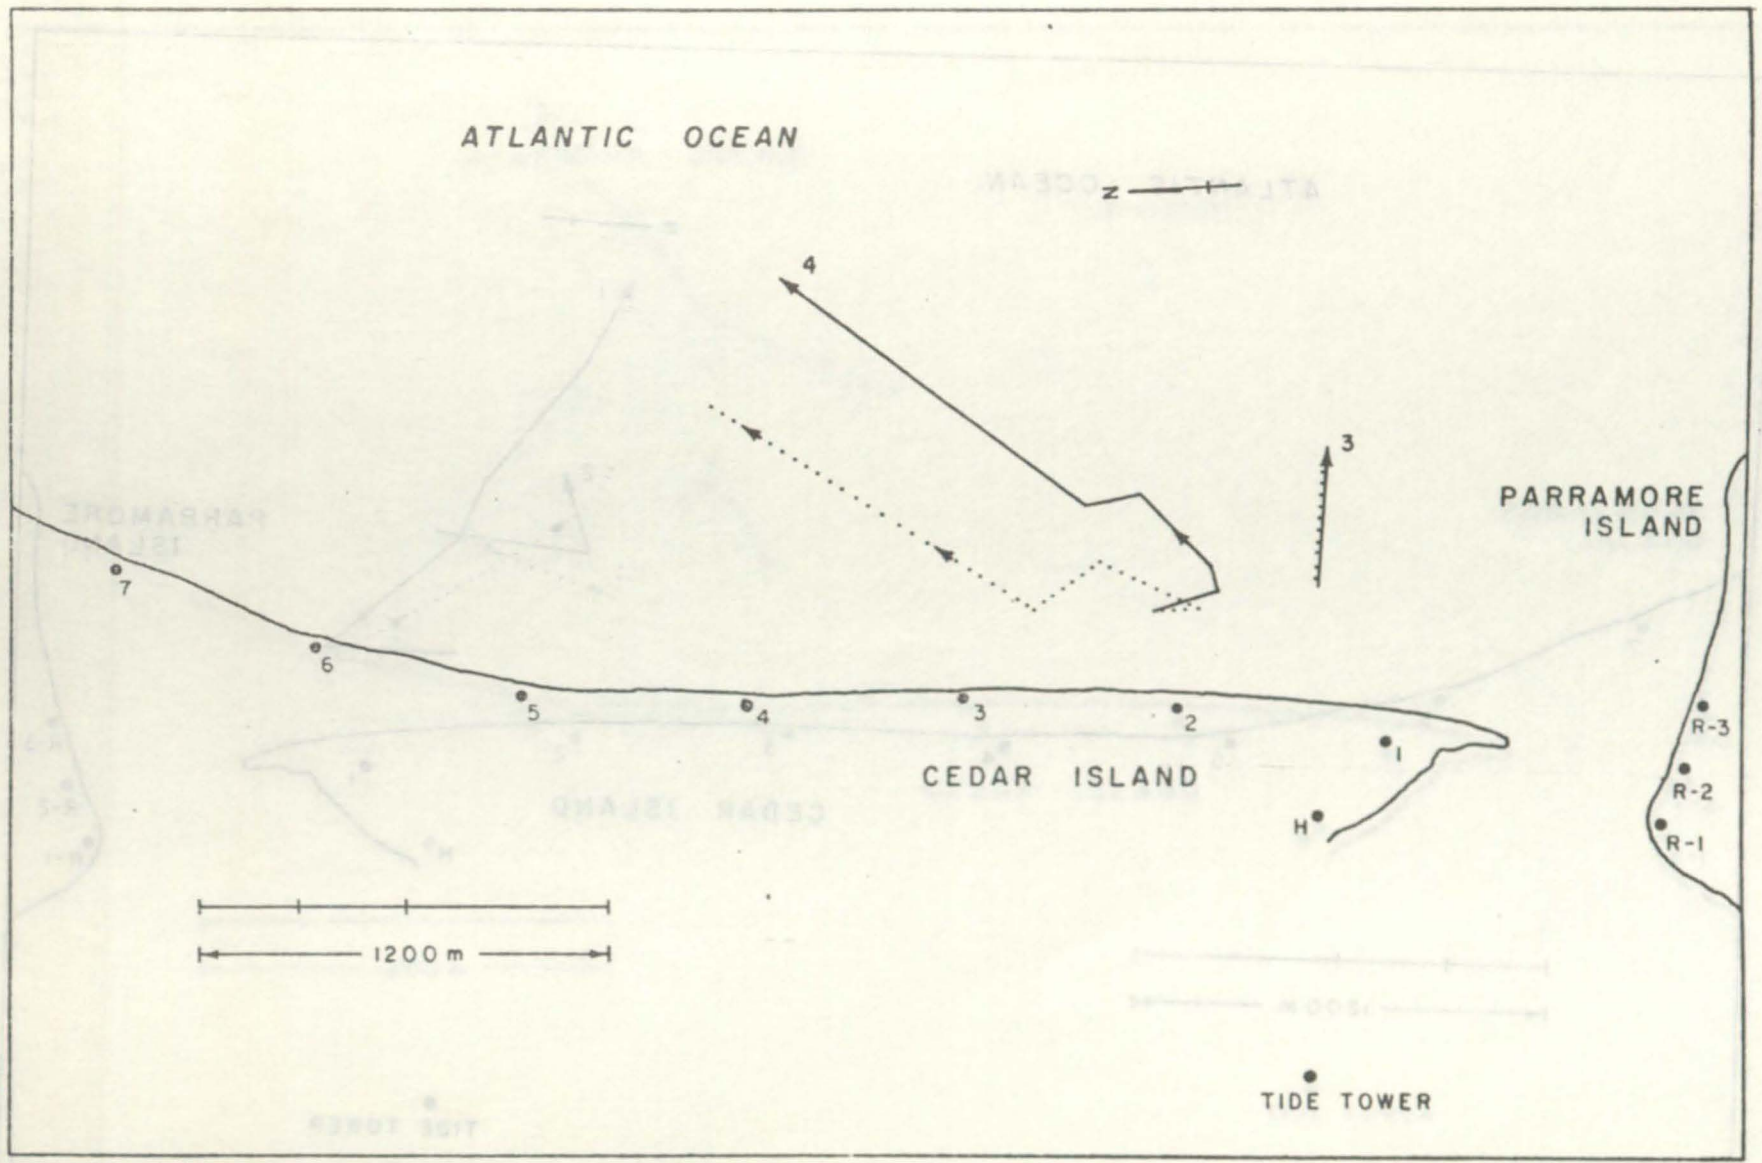 ATLANTIC OCEAN
N
4
3
PARRAMORE
ISLAND
7
6
5
4
3
2
1
R-3
CEDAR ISLAND
R-2
H
R-1
1200 m
TIDE TOWER